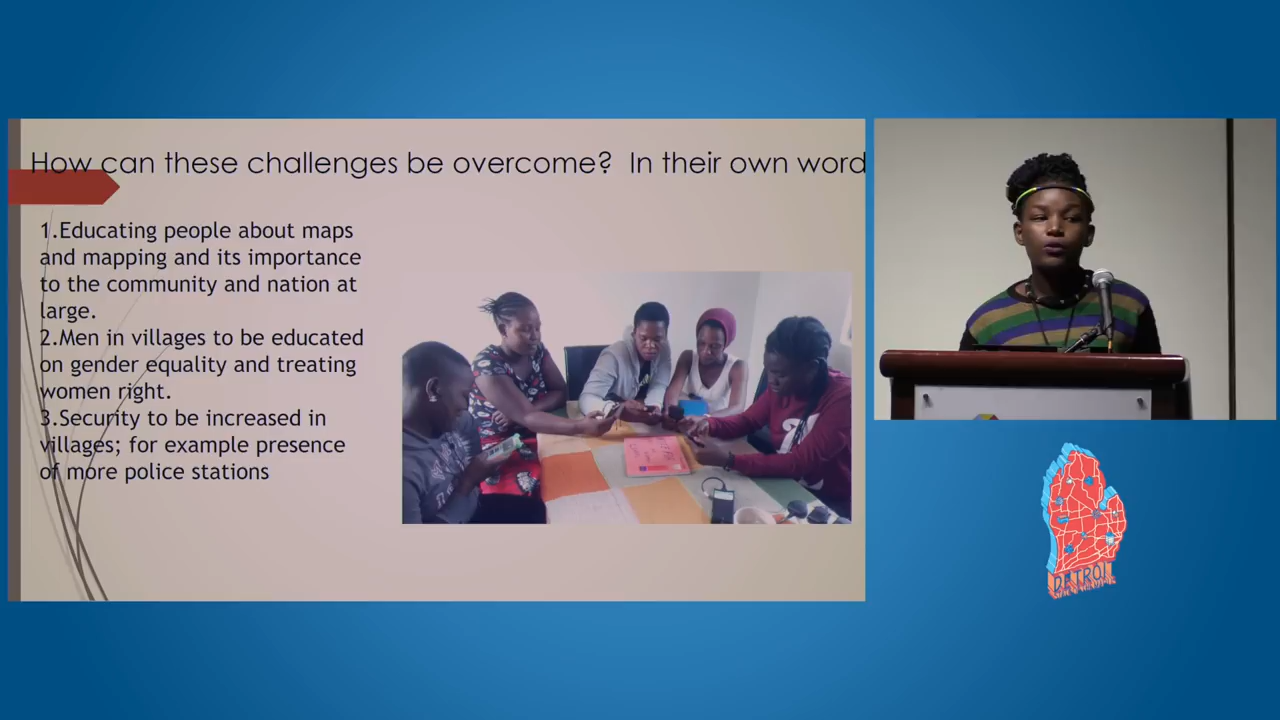 How can these challenges be overcome? In their own word
1.Educating people about maps
and mapping and its importance
to the community and nation at
large.
2.Men in villages to be educated
on gender equality and treating
women right.
3.Security to be increased in
villages; for example presence
of more police stations
DETROIT